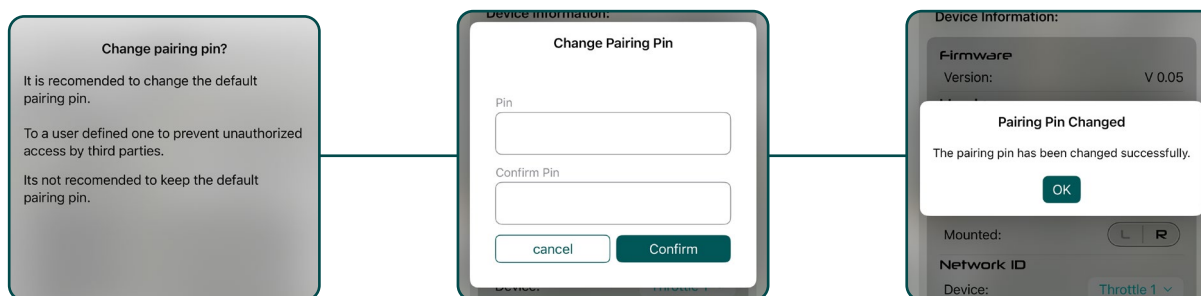 Change pairing pin?
It is recomended to change the default
pairing pin.
To a user defined one to prevent unauthorized
access by third parties.
Its not recomended to keep the default
pairing pin.
Device Information:
Change Pairing Pin
Pin
Confirm Pin
cancel
Confirm
Device:
Throttle 1
Device Information:
Firmware
Version:
V 0.05
Pairing Pin Changed
The pairing pin has been changed successfully.
OK
Mounted:
L
R
Network ID
Device:
Throttle 1